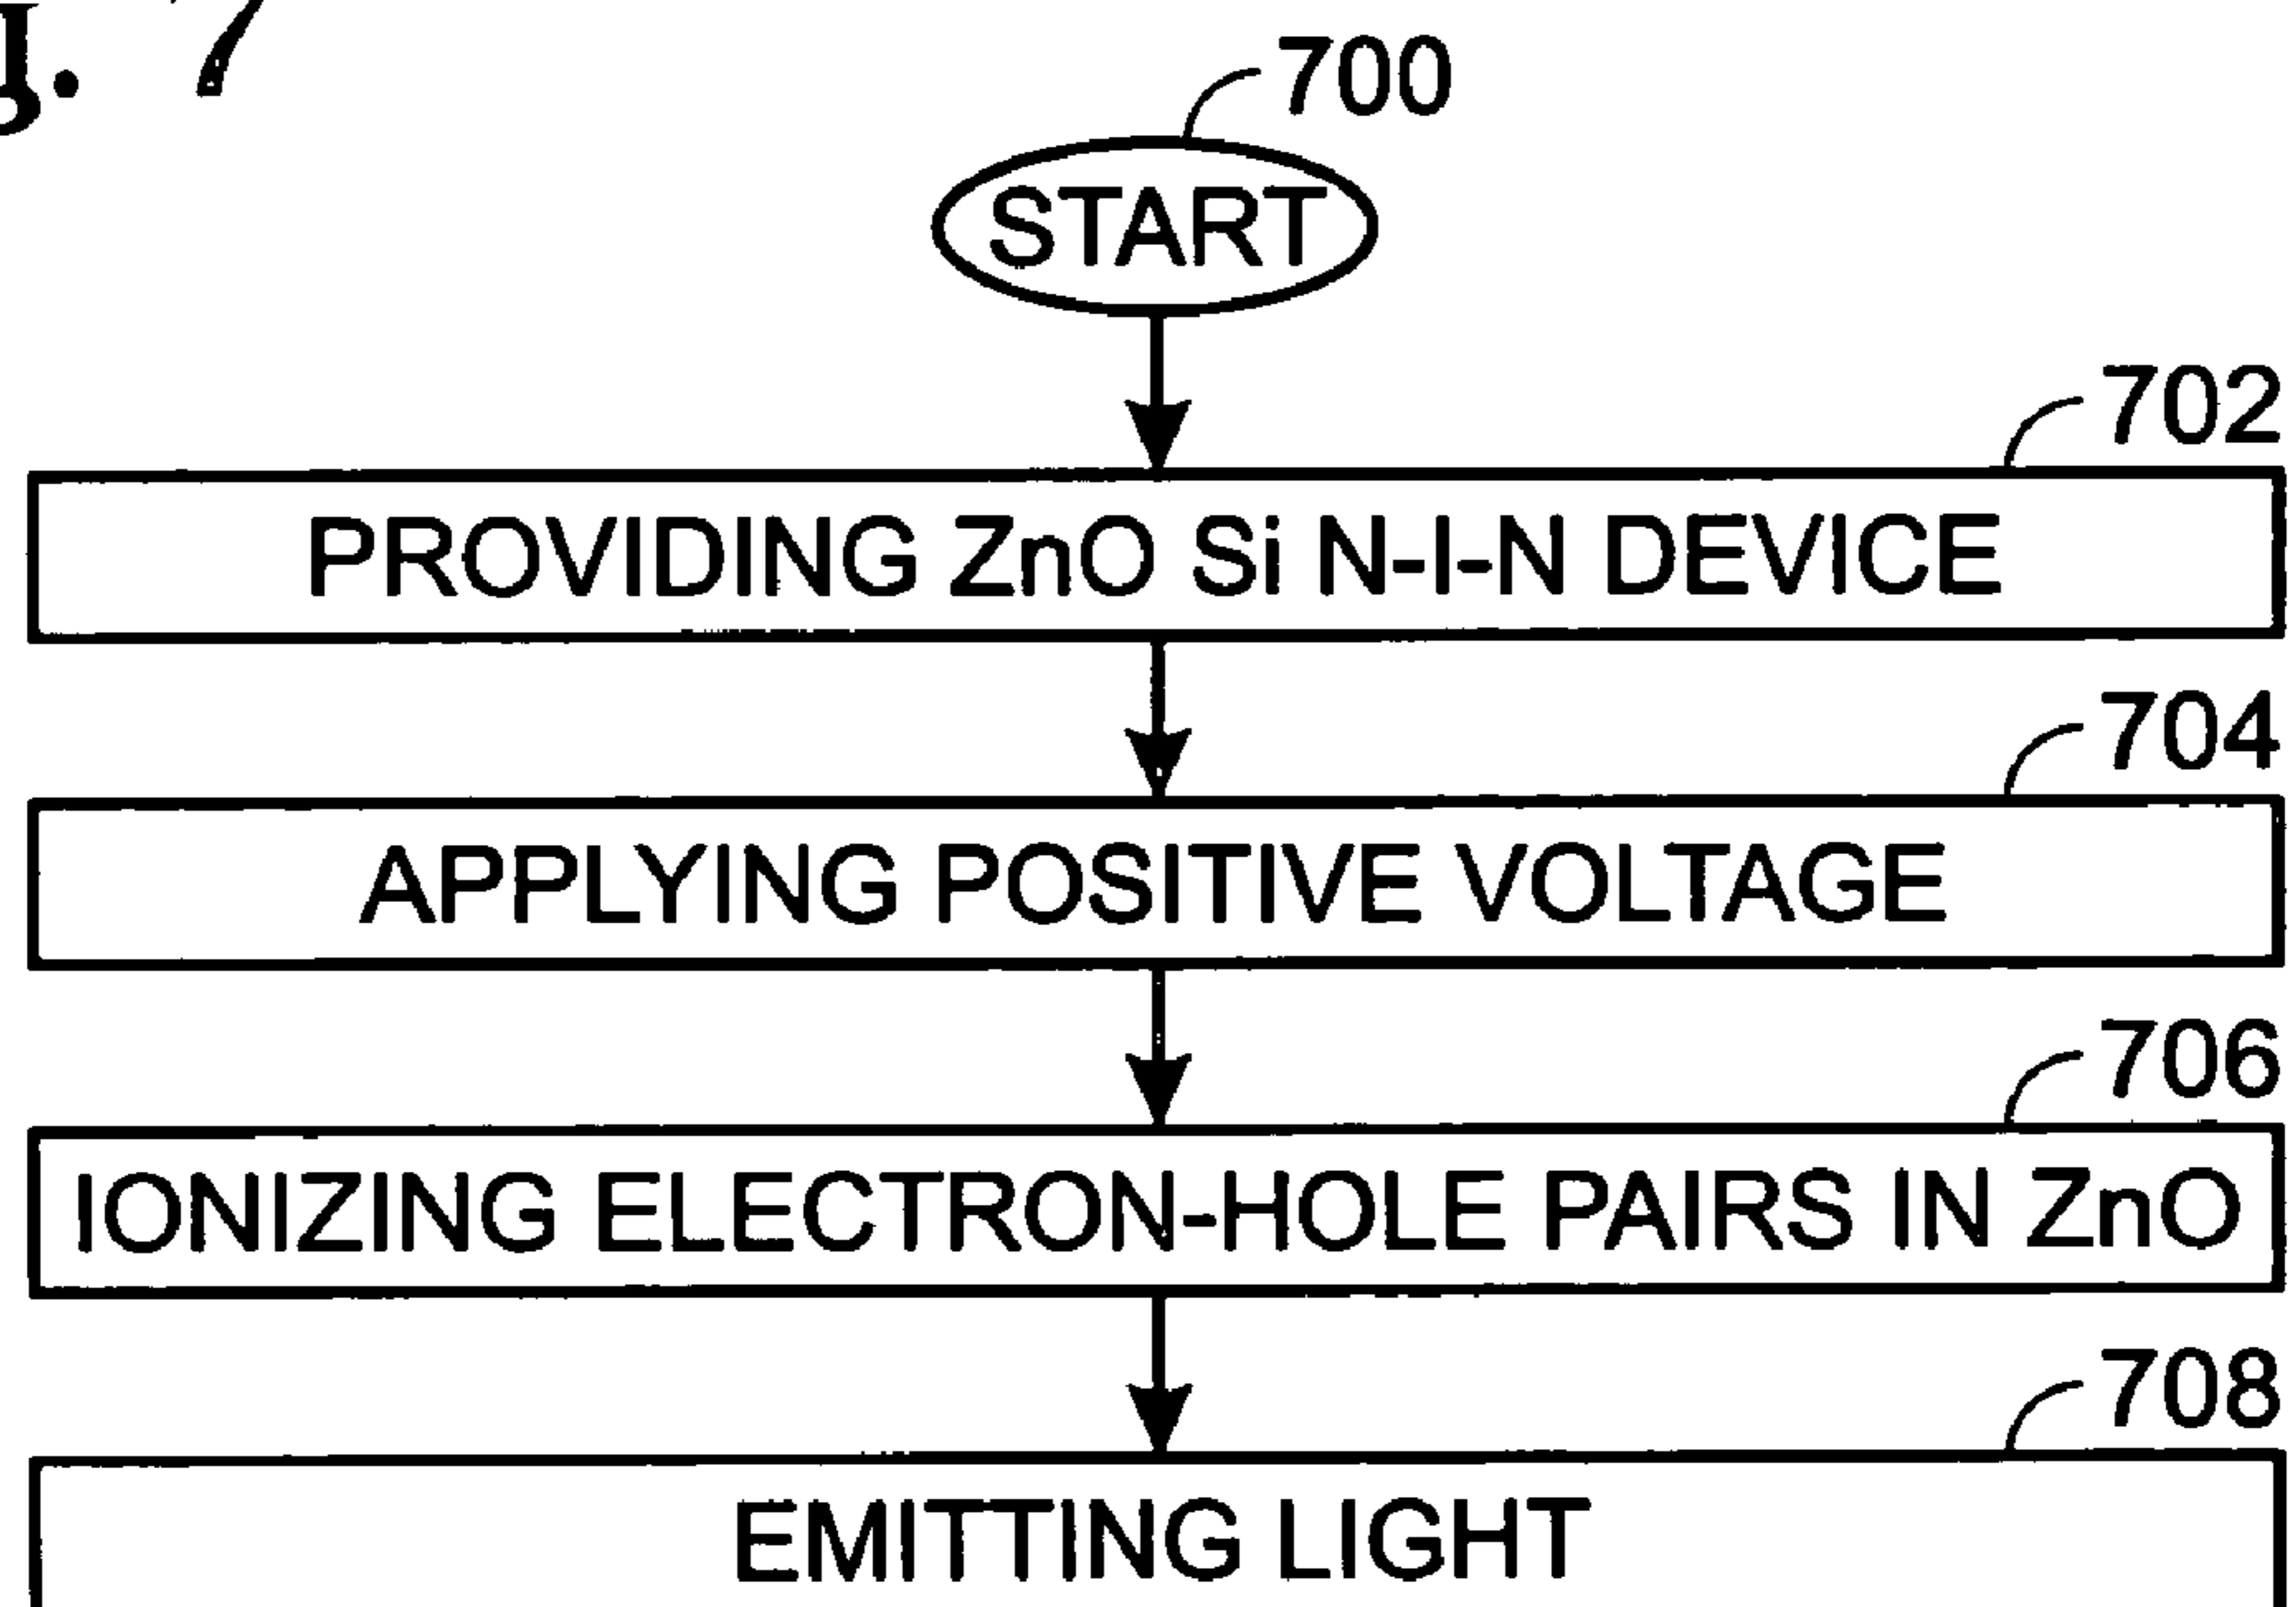 g. 7
700
START
702
PROVIDING ZnO Si N-I-N DEVICE
704
APPLYING POSITIVE VOLTAGE
706
IONIZING ELECTRON-HOLE PAIRS IN ZnO
708
EMITTING LIGHT